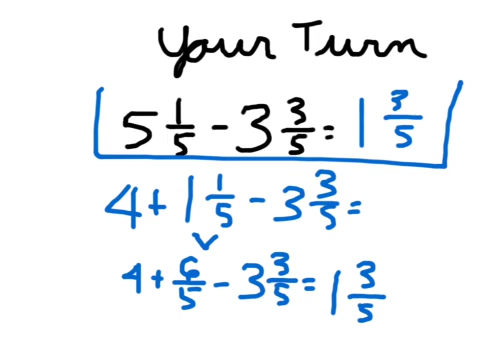 Your Turn
5 1/5 - 3 3/5 = 1 3/5
4 + 1 1/5 - 3 3/5 =
4 + 6/5 - 3 3/5 = 1 3/5